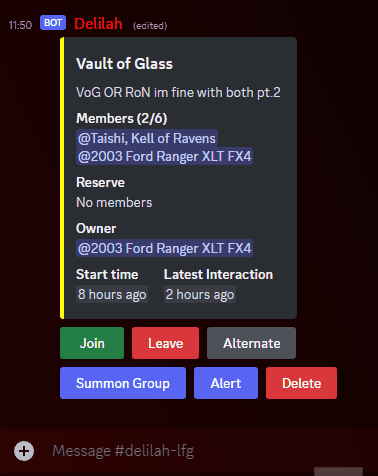 11:50 BOT Delilah (edited)
Vault of Glass
VoG OR RoN im fine with both pt.2
Members (2/6)
@Taishi, Kell of Ravens
@2003 Ford Ranger XLT FX4
Reserve
No members
Owner
@2003 Ford Ranger XLT FX4
Start time Latest Interaction
8 hours ago 2 hours ago
Join Leave Alternate
Summon Group Alert Delete
Message #delilah-lfg